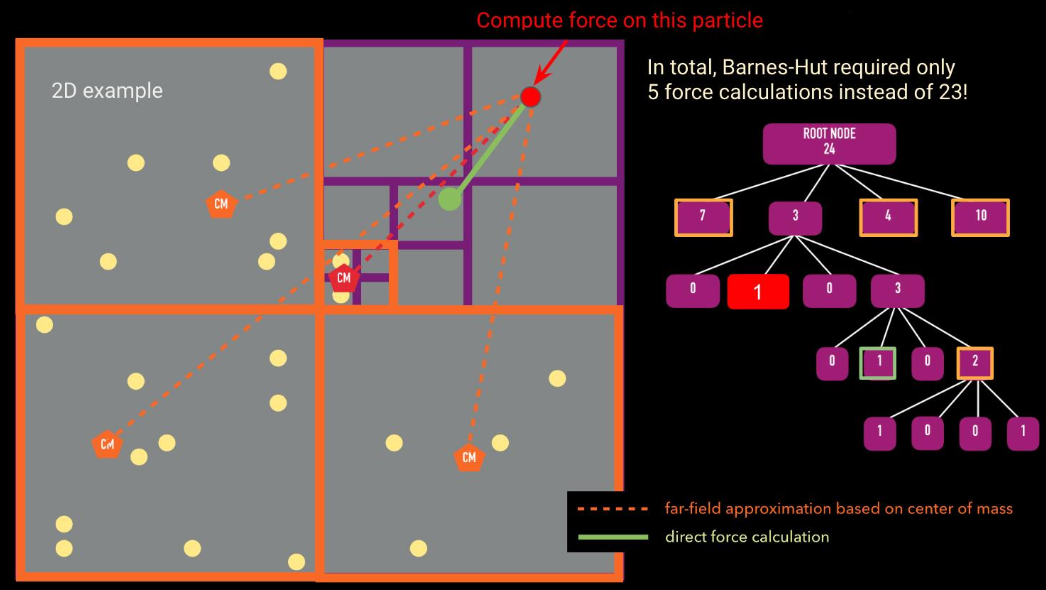 Compute force on this particle
2D example
In total, Barnes-Hut required only
5 force calculations instead of 23!
ROOT NODE
24
7 3 4 10
0 1 0 3
0 1 0 2
1 0 0 1
CM
CM
CM
CM
far-field approximation based on center of mass
direct force calculation